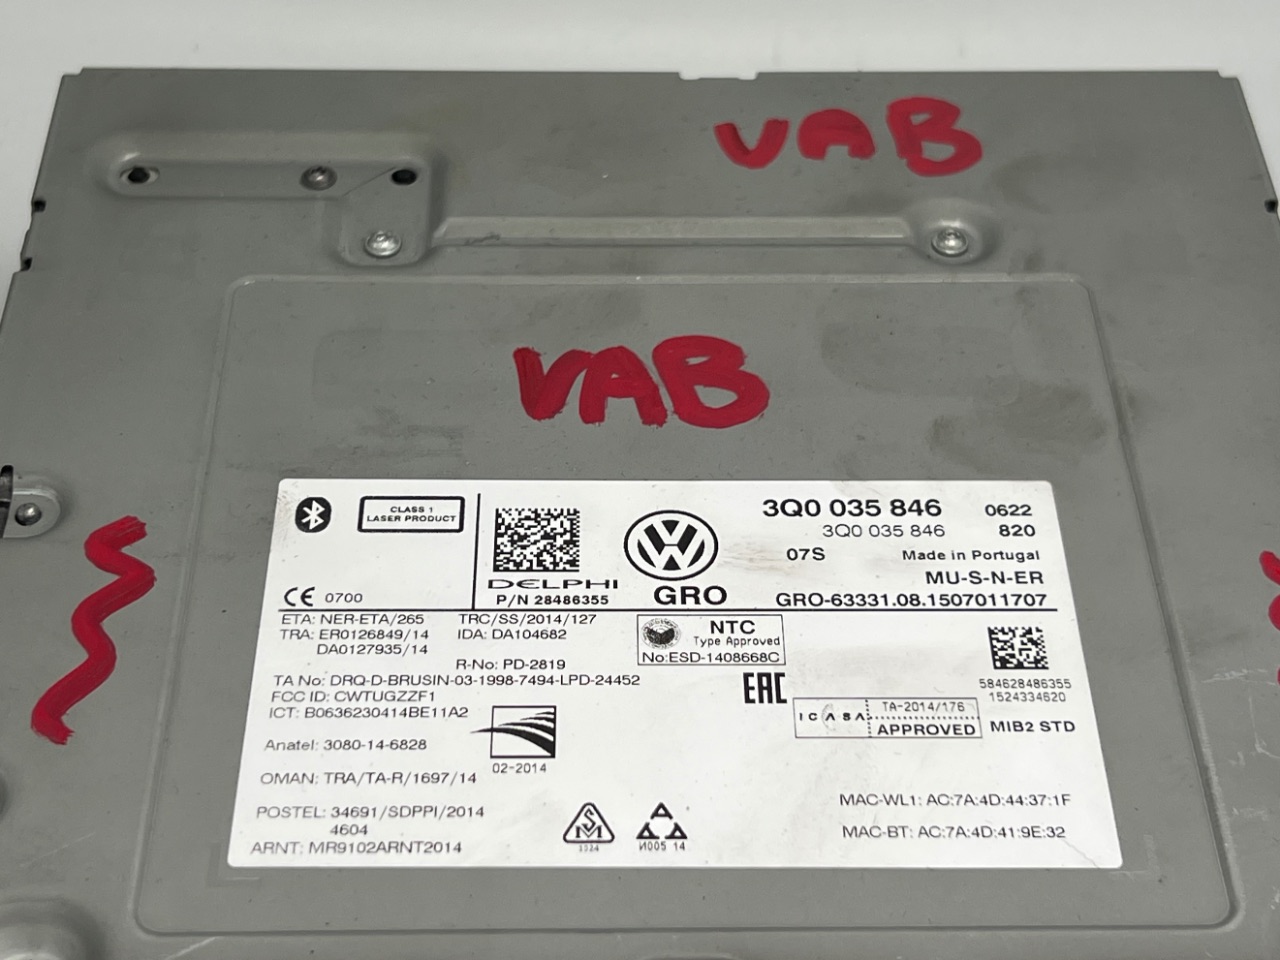 VAB
VAB
CLASS 1
LASER PRODUCT
CE 0700
DELPHI
P/N 28486355
GRO
3Q0 035 846 0622
3Q0 035 846 820
07S Made in Portugal
MU-S-N-ER
GRO-63331.08.1507011707
ETA: NER-ETA/265 TRC/SS/2014/127
TRA: ER0126849/14 IDA: DA104682
DA0127935/14
R-No: PD-2819
TA No: DRQ-D-BRUSIN-03-1998-7494-LPD-24452
FCC ID: CWTUGZZF1
ICT: B0636230414BE11A2
Anatel: 3080-14-6828
02-2014
OMAN: TRA/TA-R/1697/14
POSTEL: 34691/SDPPI/2014
4604
ARNT: MR9102ARNT2014
NTC
Type Approved
No:ESD-1408668C
EAC
584628486355
1524334620
ICASA TA-2014/176
APPROVED
MIB2 STD
MAC-WL1: AC:7A:4D:44:37:1F
MAC-BT: AC:7A:4D:41:9E:32
1324
И005 14